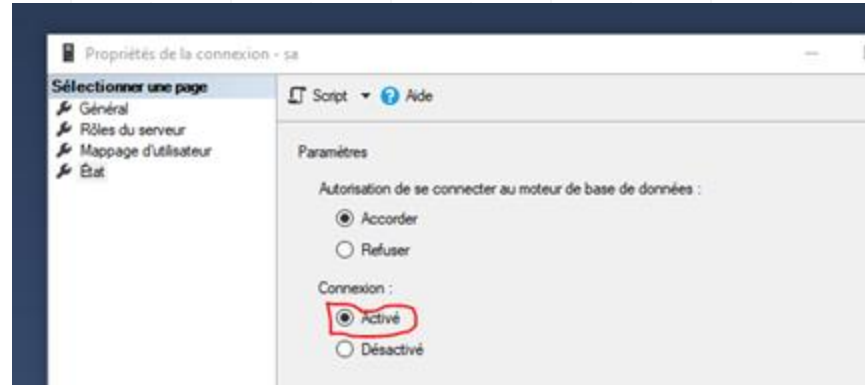 Propriétés de la connexion - sa
Sélectionner une page
Général
Rôles du serveur
Mappage d'utilisateur
État
Script Aide
Paramètres
Autorisation de se connecter au moteur de base de données :
Accorder
Refuser
Connexion :
Activé
Désactivé